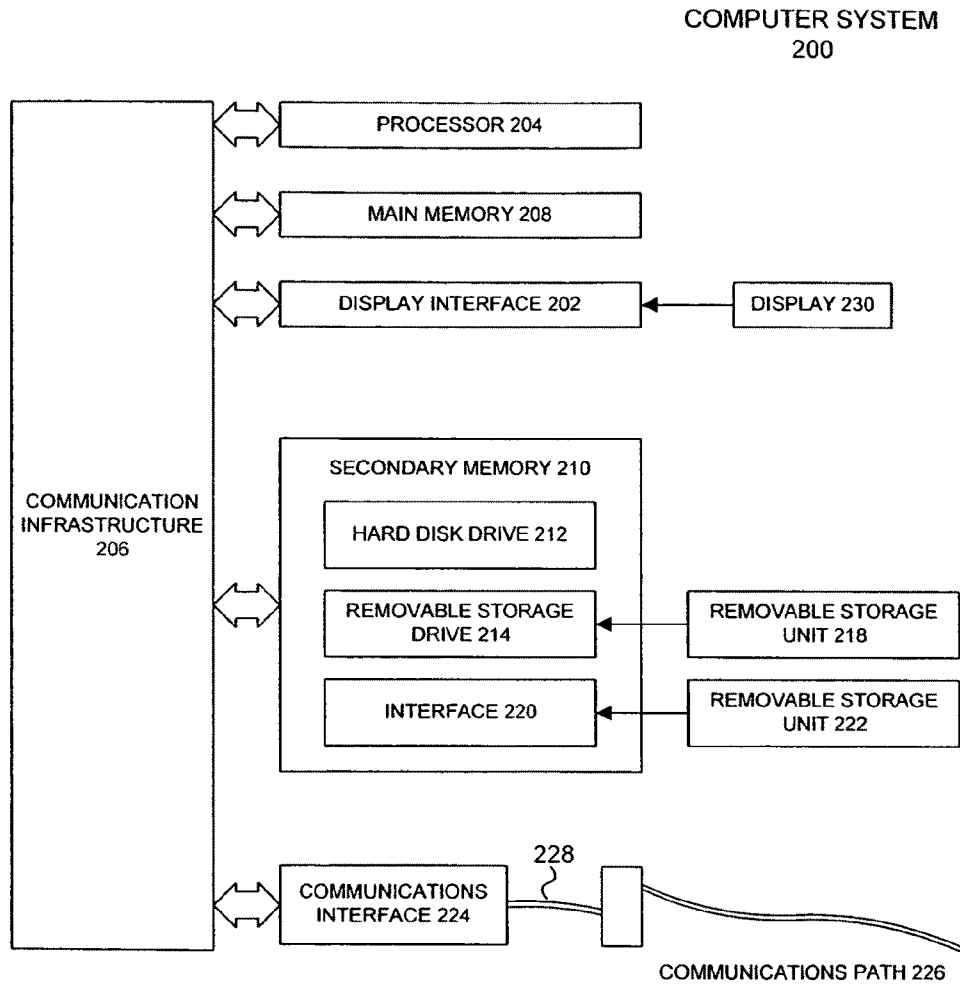 COMPUTER SYSTEM
200
PROCESSOR 204
MAIN MEMORY 208
DISPLAY INTERFACE 202
DISPLAY 230
COMMUNICATION
INFRASTRUCTURE
206
SECONDARY MEMORY 210
HARD DISK DRIVE 212
REMOVABLE STORAGE
DRIVE 214
REMOVABLE STORAGE
UNIT 218
INTERFACE 220
REMOVABLE STORAGE
UNIT 222
COMMUNICATIONS
INTERFACE 224
228
COMMUNICATIONS PATH 226